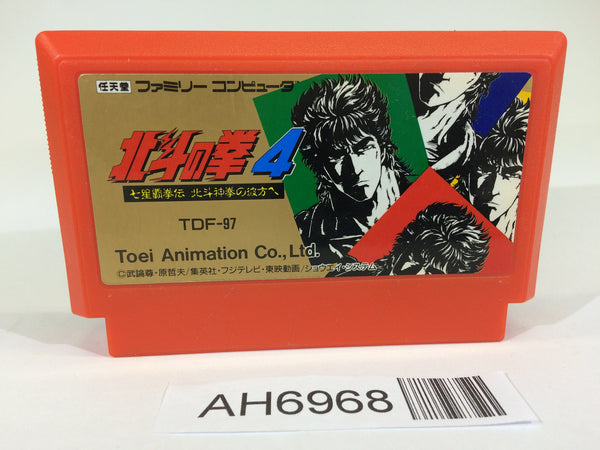 任天堂 ファミリー コンピュータ
北斗の拳4
七星覇拳伝 北斗神拳の彼方へ
TDF-97
Toei Animation Co., Ltd.
©武論尊・原哲夫/集英社・フジテレビ・東映動画/ショウエイ・システム
AH6968